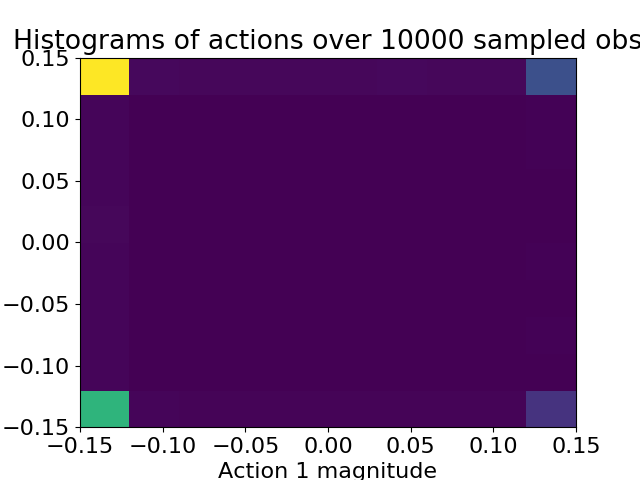 Histograms of actions over 10000 sampled obs
0.15
0.10
0.05
0.00
−0.05
−0.10
−0.15
−0.15 −0.10 −0.05 0.00 0.05 0.10 0.15
Action 1 magnitude